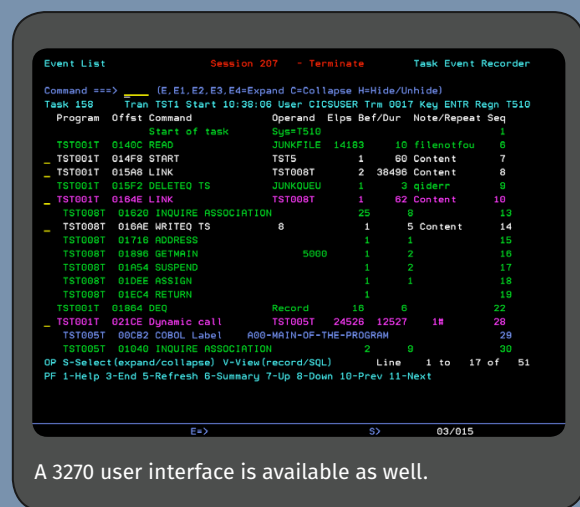 Event List Session 207 - Terminate Task Event Recorder
Command ===> ____ (E,E1,E2,E3,E4=Expand C=Collapse H=Hide/Unhide)
Task 158 Tran TST1 Start 10:38:06 User CICSUSER Trm 0017 Key ENTR Regn T510
Program Offst Command Operand Elps Bef/Dur Note/Repeat Seq
Start of task Sys=T510 1
TST001T 0140C READ JUNKFILE 14183 10 filenotfou 6
_ TST001T 014F8 START TST5 1 60 Content 7
_ TST001T 015A8 LINK TST008T 2 38496 Content 8
TST001T 015F2 DELETEQ TS JUNKQUEU 1 3 qiderr 9
_ TST001T 0164E LINK TST008T 1 62 Content 10
TST008T 01620 INQUIRE ASSOCIATION 25 8 13
_ TST008T 016AE WRITEQ TS 8 1 5 Content 14
TST008T 01716 ADDRESS 1 1 15
TST008T 01896 GETMAIN 5000 1 2 16
TST008T 01A54 SUSPEND 1 2 17
TST008T 01DEE ASSIGN 1 1 18
TST008T 01EC4 RETURN 1 19
TST001T 01864 DEQ Record 16 6 22
_ TST001T 021CE Dynamic call TST005T 24526 12527 1# 28
TST005T 00CB2 COBOL Label A00-MAIN-OF-THE-PROGRAM 29
TST005T 01040 INQUIRE ASSOCIATION 2 9 30
OP S-Select(expand/collapse) V-View(record/SQL) Line 1 to 17 of 51
PF 1-Help 3-End 5-Refresh 6-Summary 7-Up 8-Down 10-Prev 11-Next
E=> S> 03/015
A 3270 user interface is available as well.